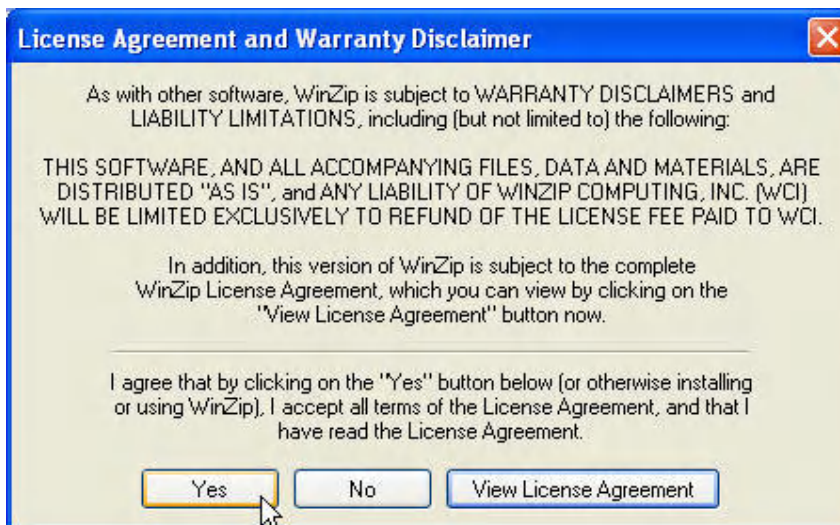 License Agreement and Warranty Disclaimer
As with other software, WinZip is subject to WARRANTY DISCLAIMERS and
LIABILITY LIMITATIONS, including (but not limited to) the following:
THIS SOFTWARE, AND ALL ACCOMPANYING FILES, DATA AND MATERIALS, ARE
DISTRIBUTED "AS IS", and ANY LIABILITY OF WINZIP COMPUTING, INC. (WCI)
WILL BE LIMITED EXCLUSIVELY TO REFUND OF THE LICENSE FEE PAID TO WCI.
In addition, this version of WinZip is subject to the complete
WinZip License Agreement, which you can view by clicking on the
"View License Agreement" button now.
I agree that by clicking on the "Yes" button below (or otherwise installing
or using WinZip), I accept all terms of the License Agreement, and that I
have read the License Agreement.
Yes No View License Agreement